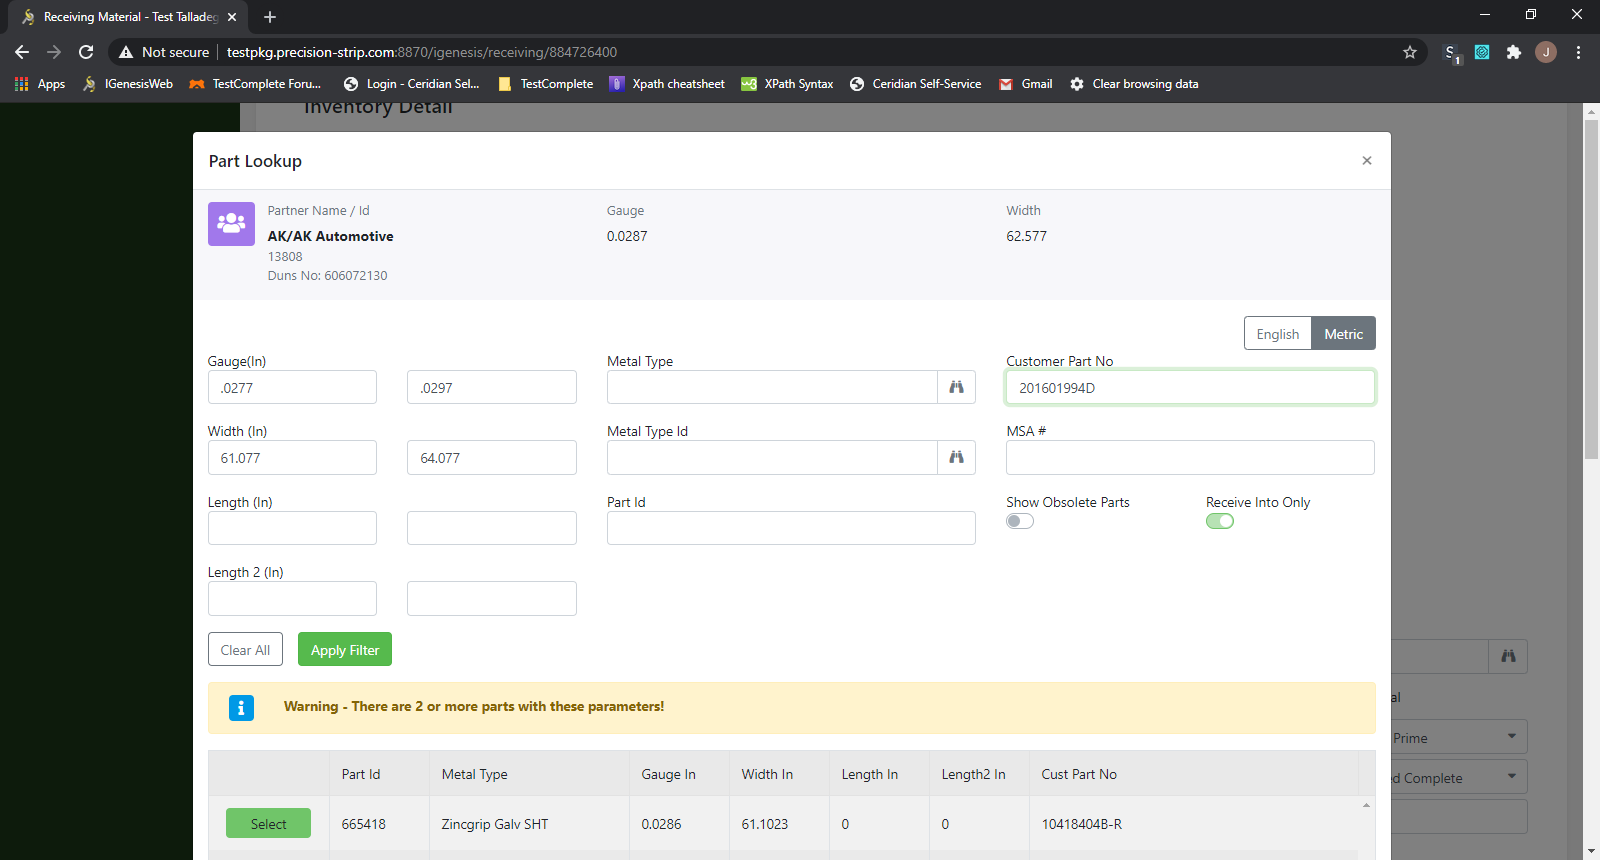 Receiving Material - Test Talladeg
Not secure testpkg.precision-strip.com:8870/igenesis/receiving/884726400
S 1 J
Apps IGenesisWeb TestComplete Foru... Login - Ceridian Sel... TestComplete Xpath cheatsheet XPath Syntax Ceridian Self-Service Gmail Clear browsing data
Inventory Detail
Part Lookup
Partner Name / Id Gauge Width
AK/AK Automotive 0.0287 62.577
13808
Duns No: 606072130
English Metric
Gauge(In) Metal Type Customer Part No
.0277 .0297 201601994D
Width (In) Metal Type Id MSA #
61.077 64.077
Length (In) Part Id Show Obsolete Parts Receive Into Only
Length 2 (In)
Clear All Apply Filter
al
Warning - There are 2 or more parts with these parameters!
Prime
Part Id Metal Type Gauge In Width In Length In Length2 In Cust Part No
d Complete
Select 665418 Zincgrip Galv SHT 0.0286 61.1023 0 0 10418404B-R